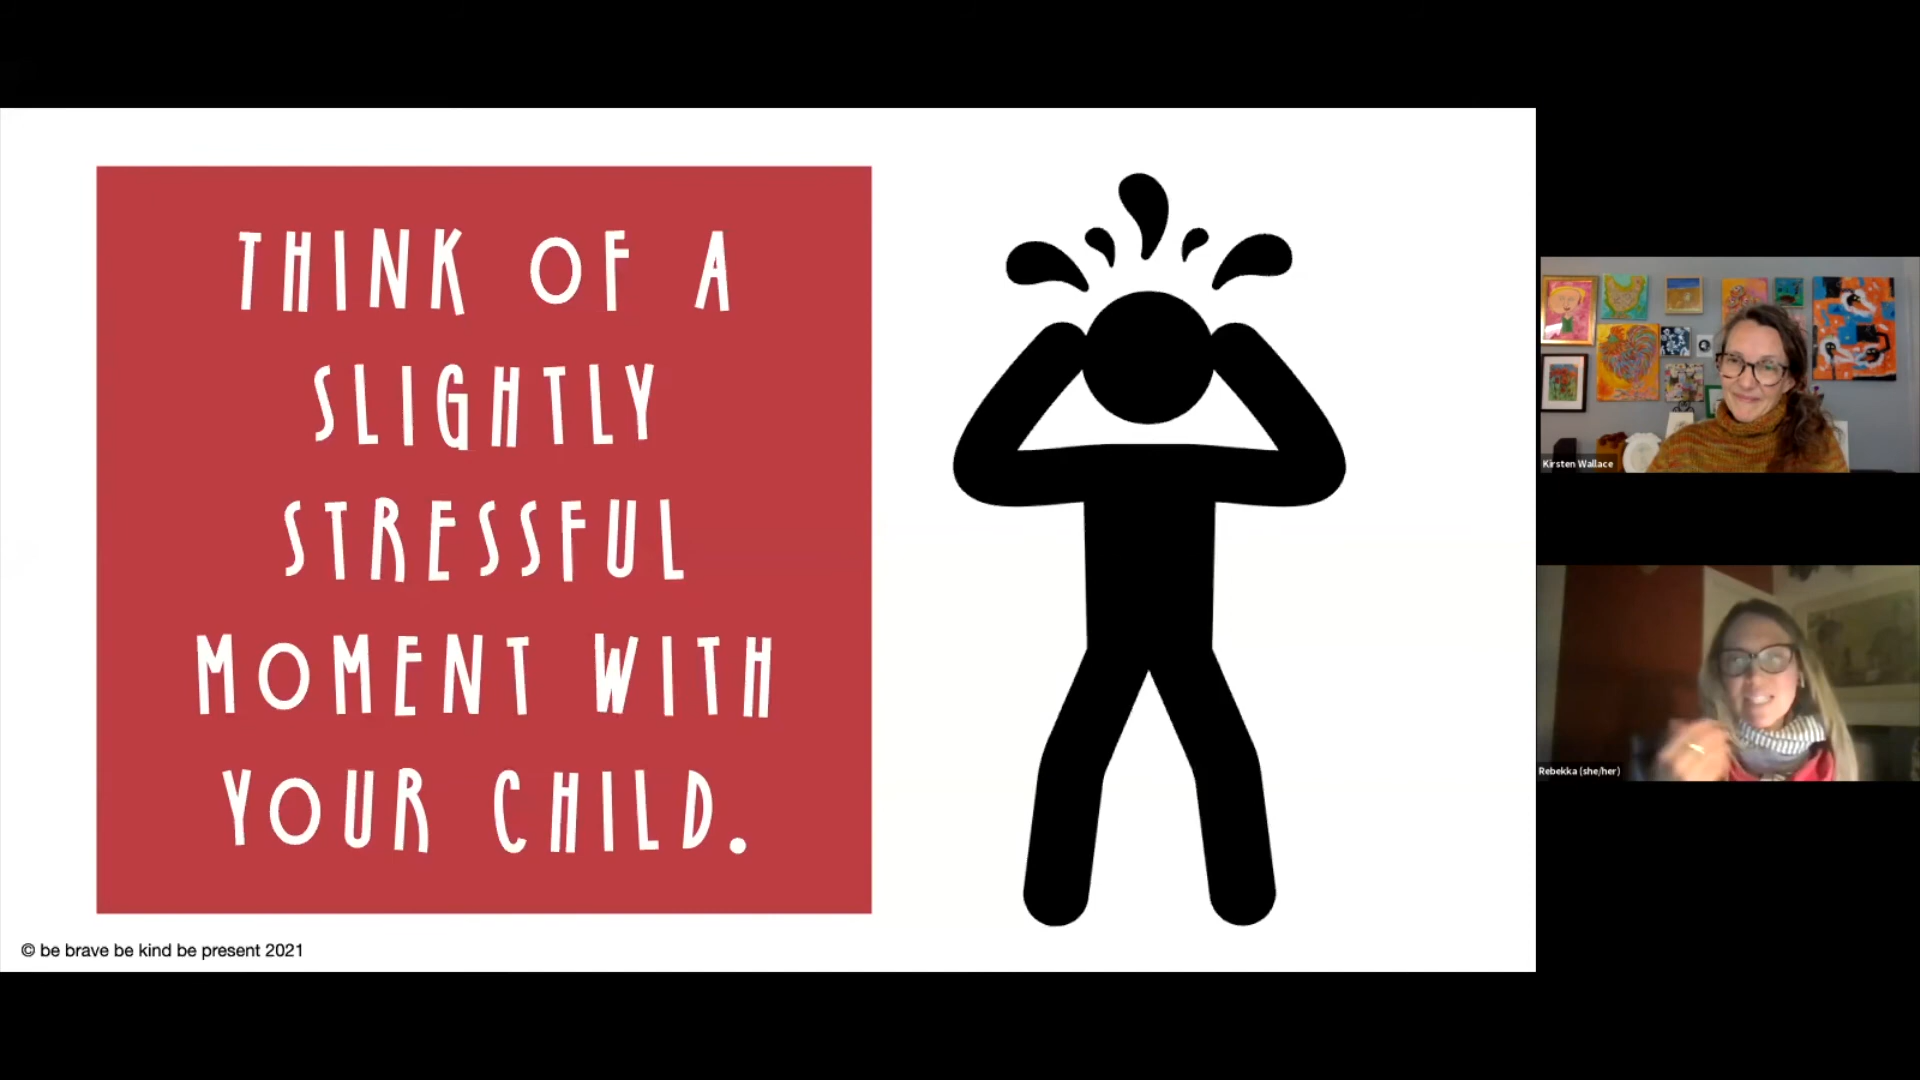 THINK OF A
SLIGHTLY
STRESSFUL
MOMENT WITH
YOUR CHILD.
© be brave be kind be present 2021
Kirsten Wallace
Rebekka (she/her)